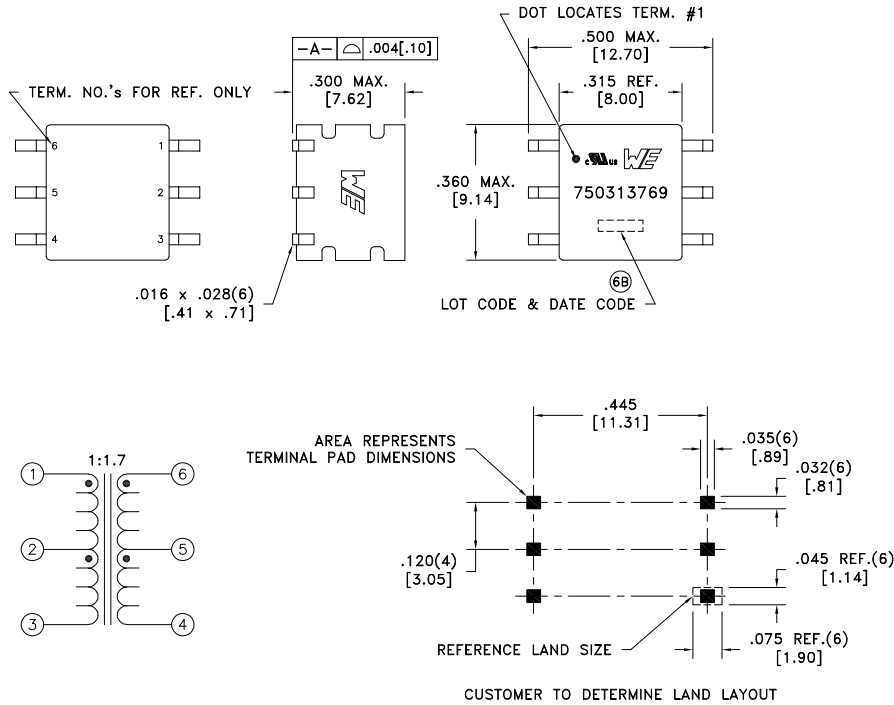 DOT LOCATES TERM. #1
-A- .004[.10]
.500 MAX.
[12.70]
.300 MAX.
[7.62]
.315 REF.
[8.00]
TERM. NO.'s FOR REF. ONLY
6 1
5 2
4 3
WE
c RU us WE
750313769
.360 MAX.
[9.14]
.016 x .028(6)
[.41 x .71]
6B
LOT CODE & DATE CODE
1:1.7
1 6
2 5
3 4
.445
[11.31]
AREA REPRESENTS
TERMINAL PAD DIMENSIONS
.035(6)
[.89]
.032(6)
[.81]
.120(4)
[3.05]
.045 REF.(6)
[1.14]
REFERENCE LAND SIZE
.075 REF.(6)
[1.90]
CUSTOMER TO DETERMINE LAND LAYOUT